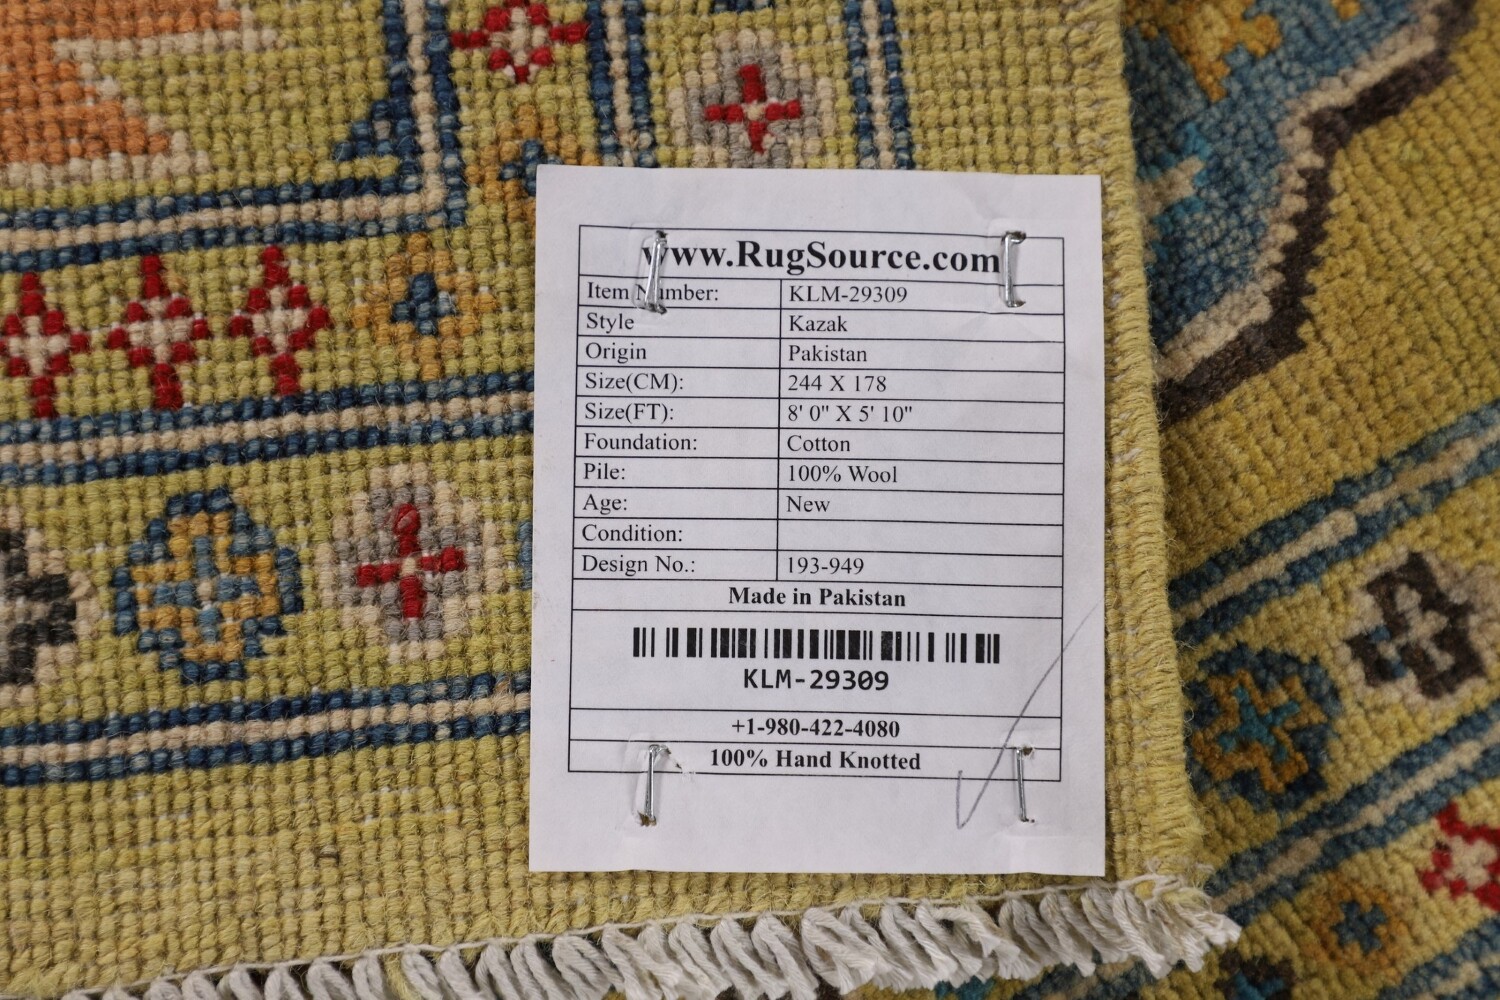 www.RugSource.com
Item Number: KLM-29309
Style Kazak
Origin Pakistan
Size(CM): 244 X 178
Size(FT): 8' 0" X 5' 10"
Foundation: Cotton
Pile: 100% Wool
Age: New
Condition:
Design No.: 193-949
Made in Pakistan
KLM-29309
+1-980-422-4080
100% Hand Knotted